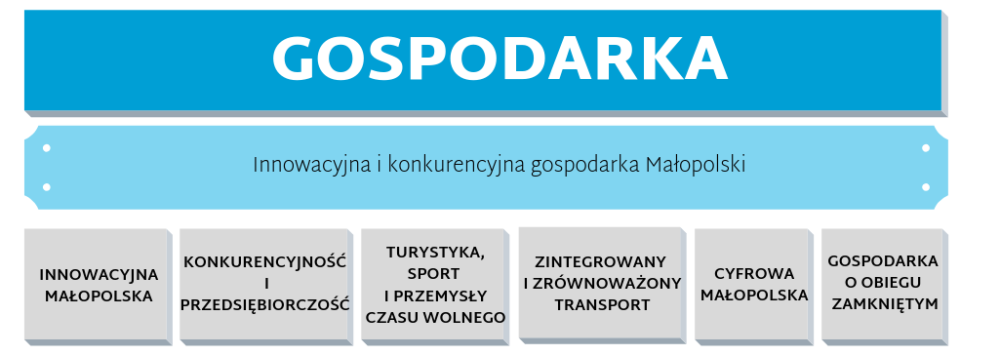 GOSPODARKA
Innowacyjna i konkurencyjna gospodarka Małopolski
INNOWACYJNA
MAŁOPOLSKA
KONKURENCYJNOŚĆ
I
PRZEDSIĘBIORCZOŚĆ
TURYSTYKA,
SPORT
I PRZEMYSŁY
CZASU WOLNEGO
ZINTEGROWANY
I ZRÓWNOWAŻONY
TRANSPORT
CYFROWA
MAŁOPOLSKA
GOSPODARKA
O OBIEGU
ZAMKNIĘTYM